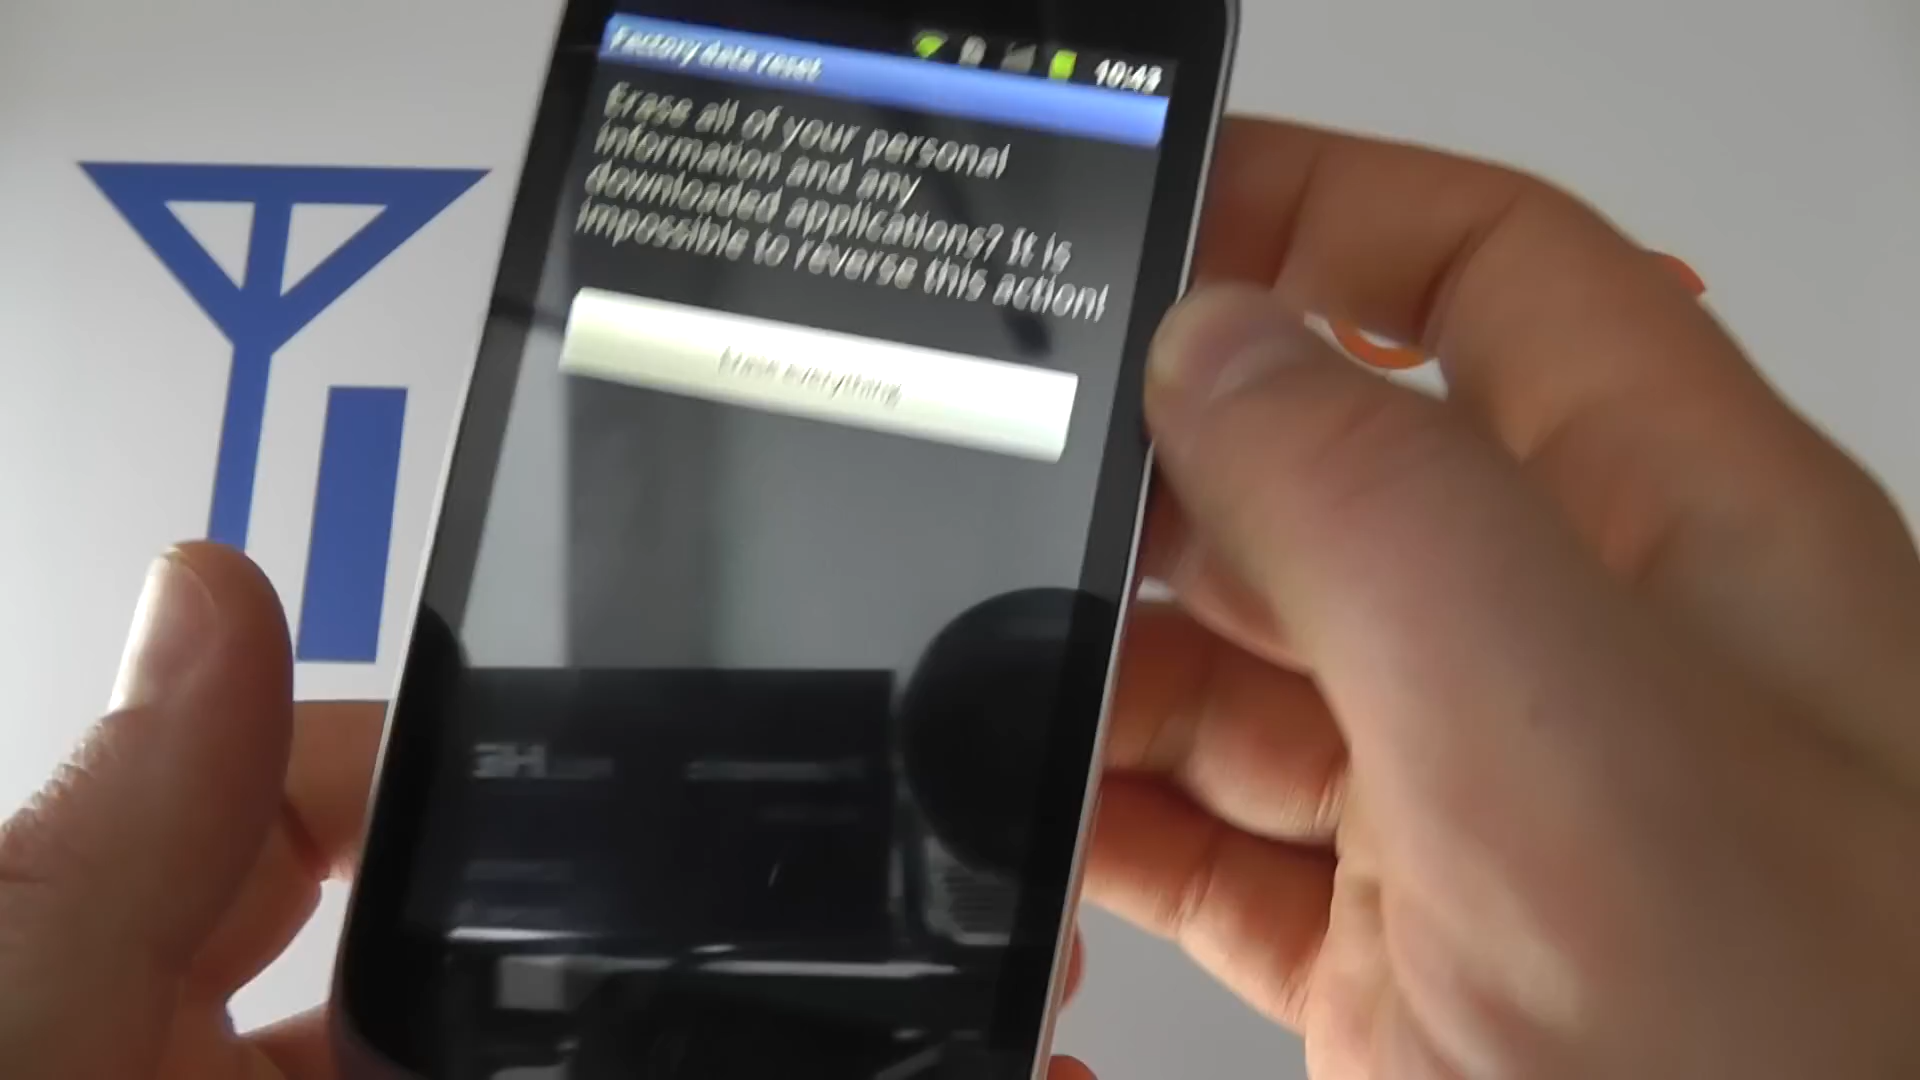 Factory data reset
10:43
Erase all of your personal
information and any
downloaded applications? It is
impossible to reverse this action!
Erase everything